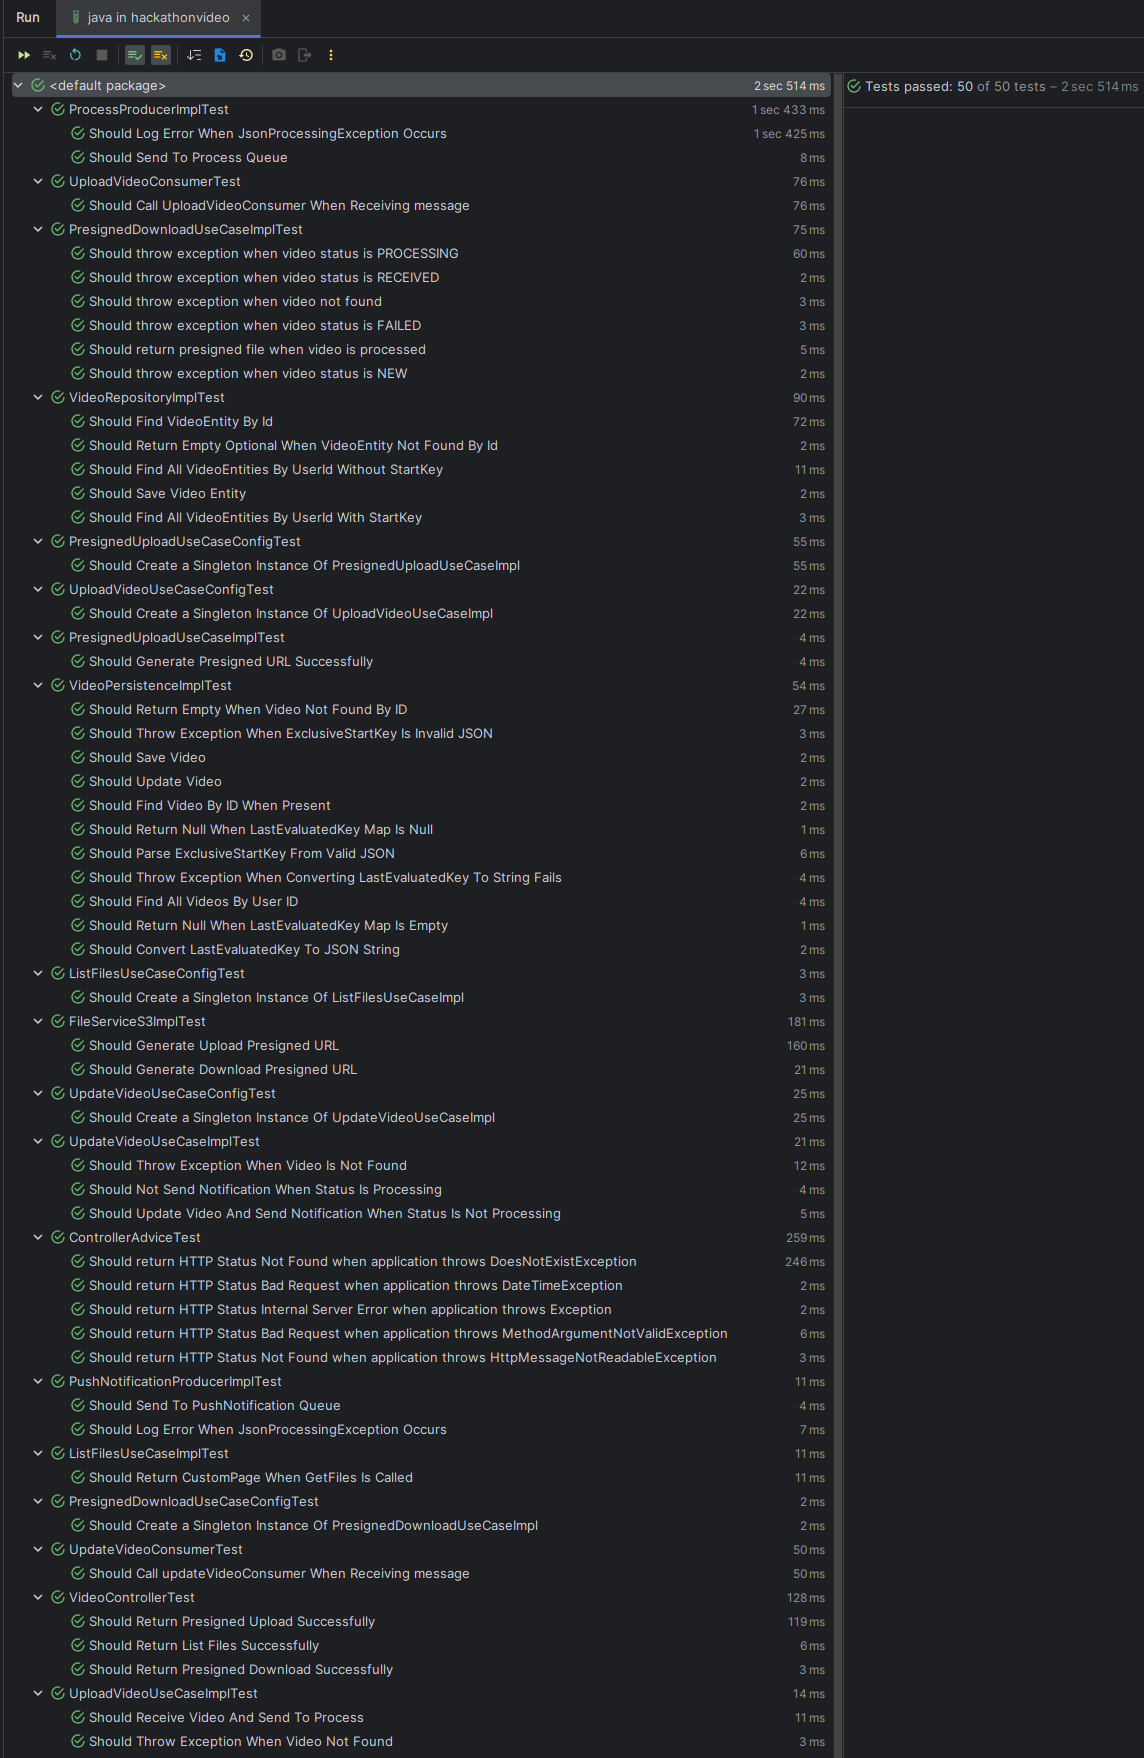 Run java in hackathonvideo ×
<default package> 2 sec 514 ms
Tests passed: 50 of 50 tests – 2 sec 514 ms
ProcessProducerImplTest 1 sec 433 ms
Should Log Error When JsonProcessingException Occurs 1 sec 425 ms
Should Send To Process Queue 8 ms
UploadVideoConsumerTest 76 ms
Should Call UploadVideoConsumer When Receiving message 76 ms
PresignedDownloadUseCaseImplTest 75 ms
Should throw exception when video status is PROCESSING 60 ms
Should throw exception when video status is RECEIVED 2 ms
Should throw exception when video not found 3 ms
Should throw exception when video status is FAILED 3 ms
Should return presigned file when video is processed 5 ms
Should throw exception when video status is NEW 2 ms
VideoRepositoryImplTest 90 ms
Should Find VideoEntity By Id 72 ms
Should Return Empty Optional When VideoEntity Not Found By Id 2 ms
Should Find All VideoEntities By UserId Without StartKey 11 ms
Should Save Video Entity 2 ms
Should Find All VideoEntities By UserId With StartKey 3 ms
PresignedUploadUseCaseConfigTest 55 ms
Should Create a Singleton Instance Of PresignedUploadUseCaseImpl 55 ms
UploadVideoUseCaseConfigTest 22 ms
Should Create a Singleton Instance Of UploadVideoUseCaseImpl 22 ms
PresignedUploadUseCaseImplTest 4 ms
Should Generate Presigned URL Successfully 4 ms
VideoPersistenceImplTest 54 ms
Should Return Empty When Video Not Found By ID 27 ms
Should Throw Exception When ExclusiveStartKey Is Invalid JSON 3 ms
Should Save Video 2 ms
Should Update Video 2 ms
Should Find Video By ID When Present 2 ms
Should Return Null When LastEvaluatedKey Map Is Null 1 ms
Should Parse ExclusiveStartKey From Valid JSON 6 ms
Should Throw Exception When Converting LastEvaluatedKey To String Fails 4 ms
Should Find All Videos By User ID 4 ms
Should Return Null When LastEvaluatedKey Map Is Empty 1 ms
Should Convert LastEvaluatedKey To JSON String 2 ms
ListFilesUseCaseConfigTest 3 ms
Should Create a Singleton Instance Of ListFilesUseCaseImpl 3 ms
FileServiceS3ImplTest 181 ms
Should Generate Upload Presigned URL 160 ms
Should Generate Download Presigned URL 21 ms
UpdateVideoUseCaseConfigTest 25 ms
Should Create a Singleton Instance Of UpdateVideoUseCaseImpl 25 ms
UpdateVideoUseCaseImplTest 21 ms
Should Throw Exception When Video Is Not Found 12 ms
Should Not Send Notification When Status Is Processing 4 ms
Should Update Video And Send Notification When Status Is Not Processing 5 ms
ControllerAdviceTest 259 ms
Should return HTTP Status Not Found when application throws DoesNotExistException 246 ms
Should return HTTP Status Bad Request when application throws DateTimeException 2 ms
Should return HTTP Status Internal Server Error when application throws Exception 2 ms
Should return HTTP Status Bad Request when application throws MethodArgumentNotValidException 6 ms
Should return HTTP Status Not Found when application throws HttpMessageNotReadableException 3 ms
PushNotificationProducerImplTest 11 ms
Should Send To PushNotification Queue 4 ms
Should Log Error When JsonProcessingException Occurs 7 ms
ListFilesUseCaseImplTest 11 ms
Should Return CustomPage When GetFiles Is Called 11 ms
PresignedDownloadUseCaseConfigTest 2 ms
Should Create a Singleton Instance Of PresignedDownloadUseCaseImpl 2 ms
UpdateVideoConsumerTest 50 ms
Should Call updateVideoConsumer When Receiving message 50 ms
VideoControllerTest 128 ms
Should Return Presigned Upload Successfully 119 ms
Should Return List Files Successfully 6 ms
Should Return Presigned Download Successfully 3 ms
UploadVideoUseCaseImplTest 14 ms
Should Receive Video And Send To Process 11 ms
Should Throw Exception When Video Not Found 3 ms